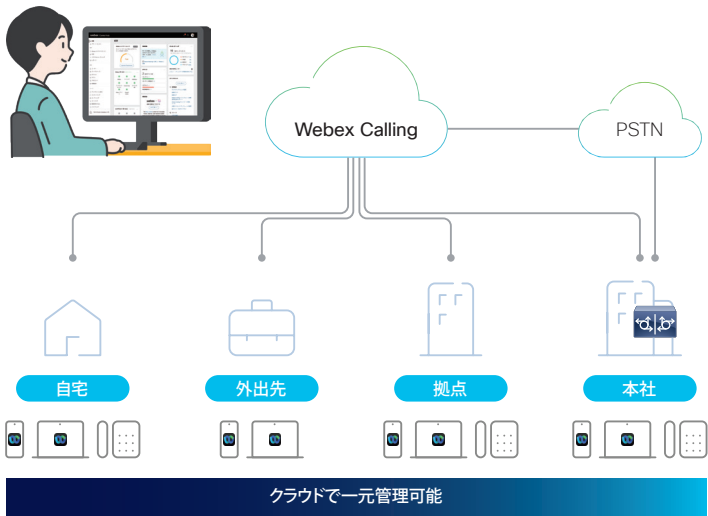 Webex Calling
PSTN
自宅
外出先
拠点
本社
クラウドで一元管理可能